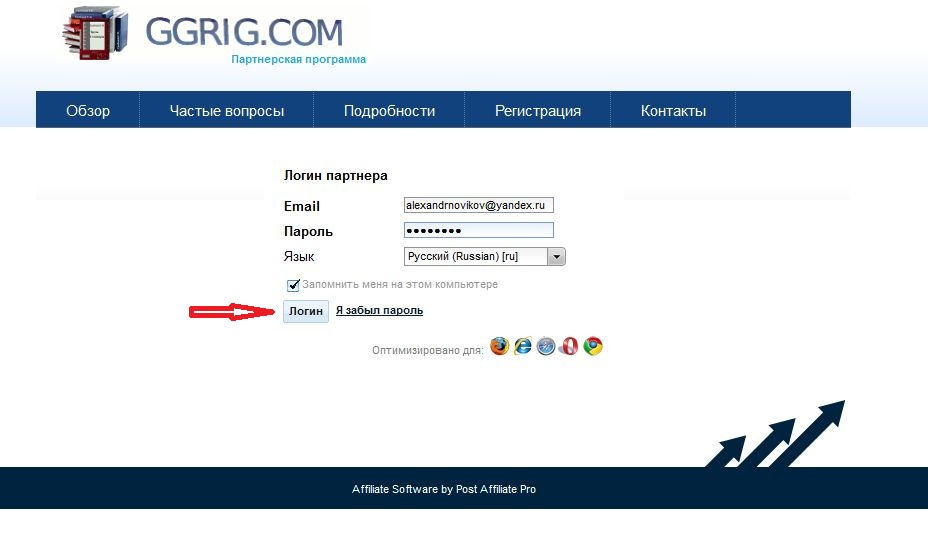 GGRIG.COM
Партнерская программа
Обзор Частые вопросы Подробности Регистрация Контакты
Логин партнера
Email alexandrnovikov@yandex.ru
Пароль ••••••••
Язык Русский (Russian) [ru]
Запомнить меня на этом компьютере
Логин Я забыл пароль
Оптимизировано для:
Affiliate Software by Post Affiliate Pro